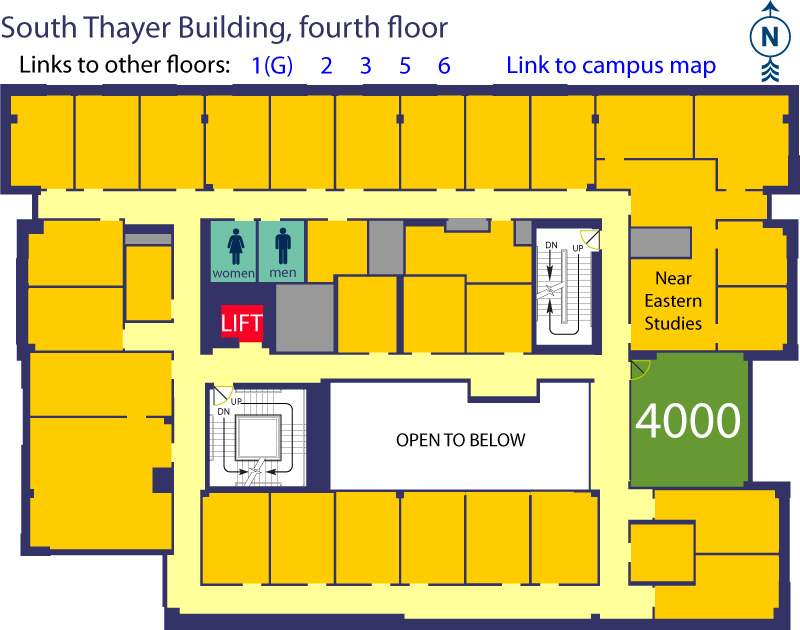 South Thayer Building, fourth floor
N
Links to other floors: 1(G) 2 3 5 6 Link to campus map
women
men
DN
UP
Near
Eastern
Studies
LIFT
4000
UP
DN
OPEN TO BELOW